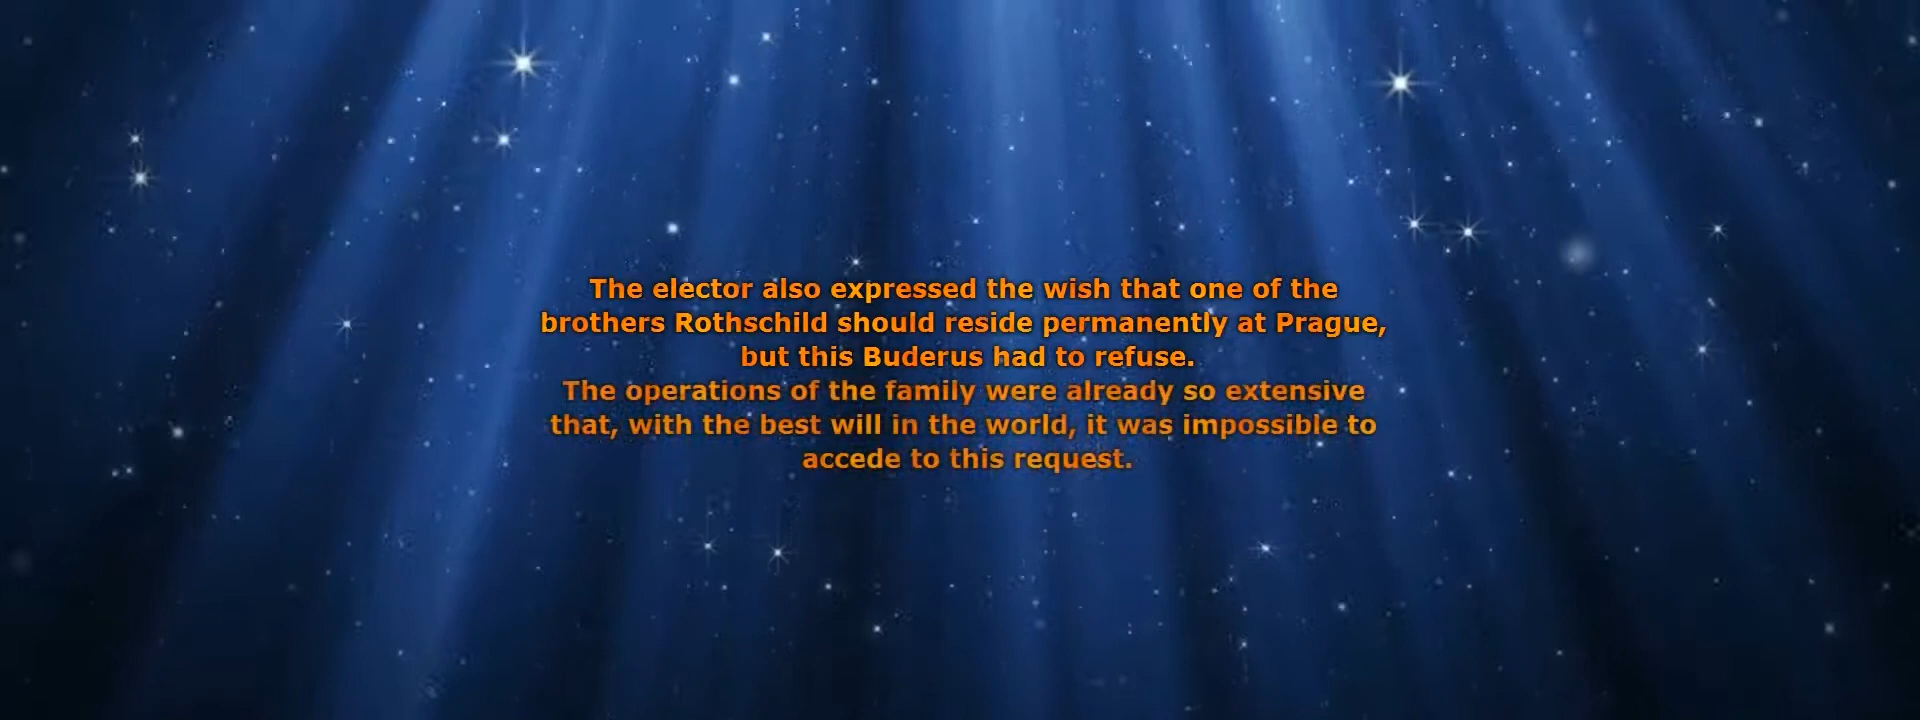 The elector also expressed the wish that one of the
brothers Rothschild should reside permanently at Prague,
but this Buderus had to refuse.
The operations of the family were already so extensive
that, with the best will in the world, it was impossible to
accede to this request.